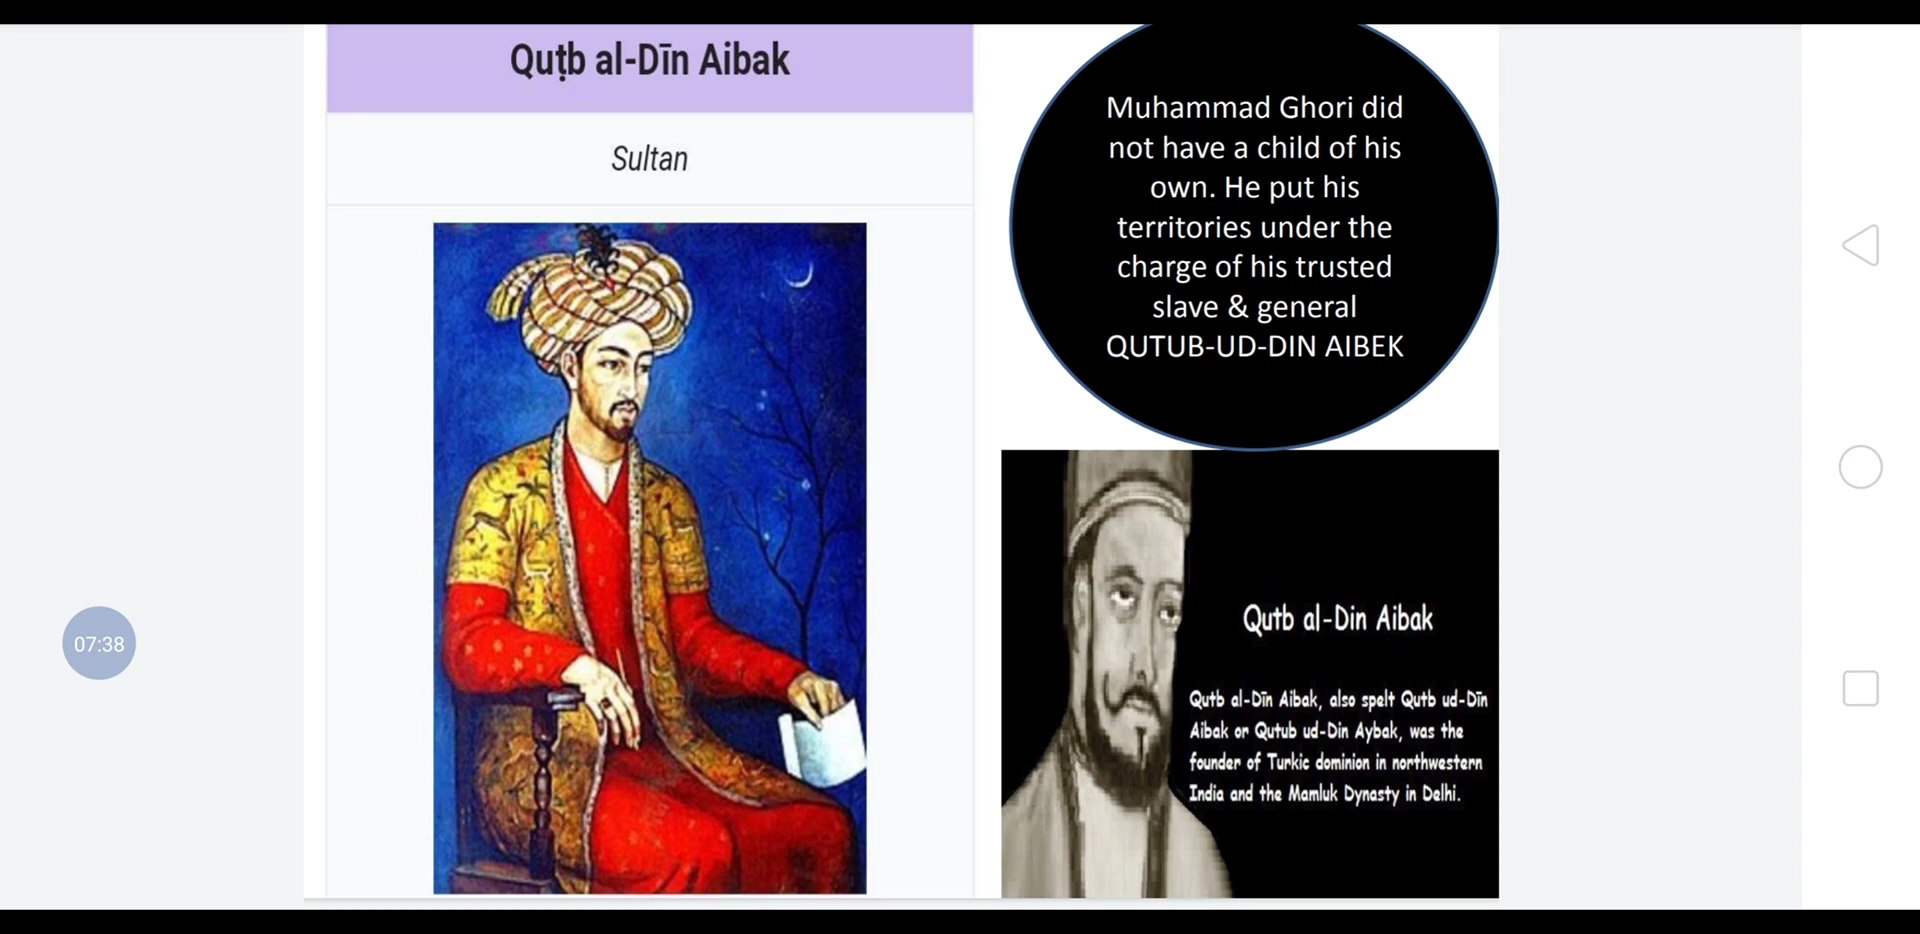 Quṭb al-Dīn Aibak
Sultan
Muhammad Ghori did
not have a child of his
own. He put his
territories under the
charge of his trusted
slave & general
QUTUB-UD-DIN AIBEK
Qutb al-Din Aibak
Qutb al-Dīn Aibak, also spelt Quṭb ud-Dīn
Aibak or Qutub ud-Din Aybak, was the
founder of Turkic dominion in northwestern
India and the Mamluk Dynasty in Delhi.
07:38